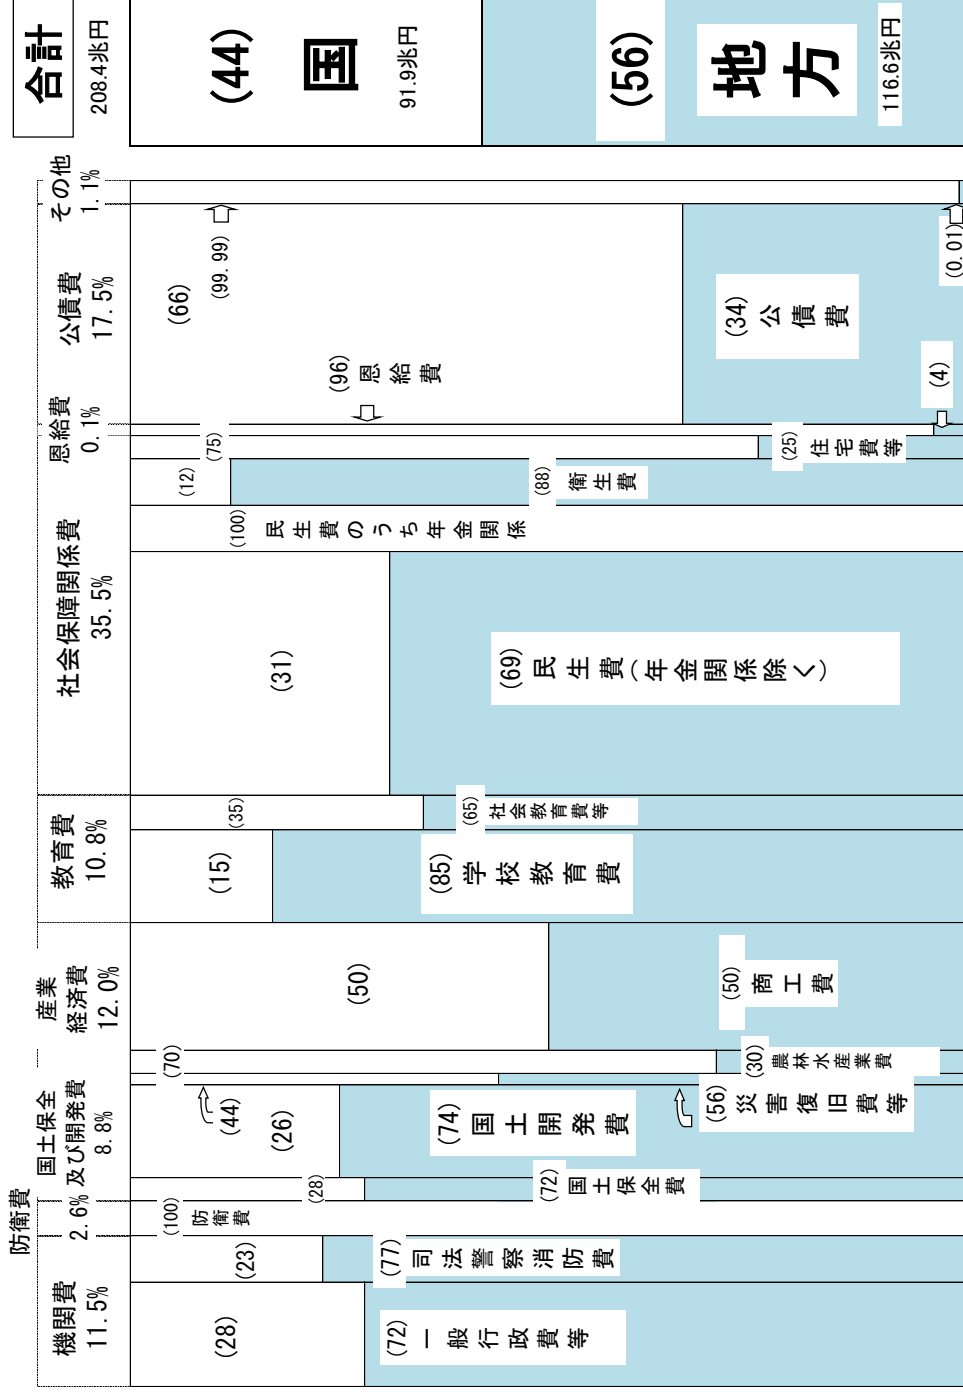 機関費
11.5%
防衛費
2.6%
国土保全
及び開発費
8.8%
産業
経済費
12.0%
教育費
10.8%
社会保障関係費
35.5%
恩給費
0.1%
公債費
17.5%
その他
1.1%
合計
208.4兆円
(28)
(72)
一般行政費等
(23)
(77)
司法警察消防費
(100)
防衛費
(28)
(72)
国土保全費
(26)
(74)
国土開発費
(44)
(56)
災害復旧費等
(70)
(30)
農林水産業費
(50)
(50)
商工費
(15)
(85)
学校教育費
(35)
(65)
社会教育費等
(31)
(69)
民生費(年金関係除く)
(100)
民生費のうち年金関係
(12)
(88)
衛生費
(75)
(25)
住宅費等
(96)
恩給費
(4)
(66)
(34)
公債費
(99.99)
(0.01)
(44)
国
91.9兆円
(56)
地方
116.6兆円